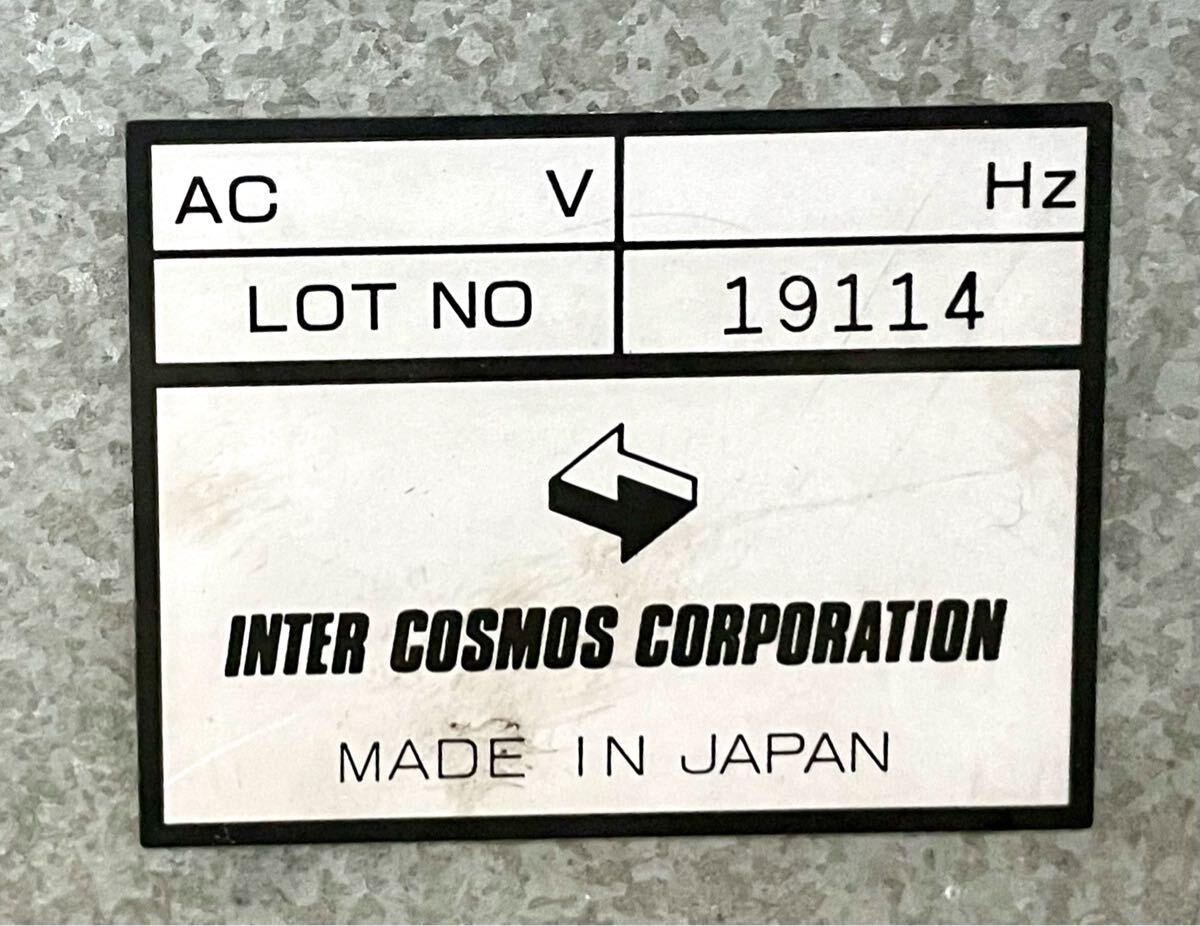 AC V Hz
LOT NO 19114
INTER COSMOS CORPORATION
MADE IN JAPAN